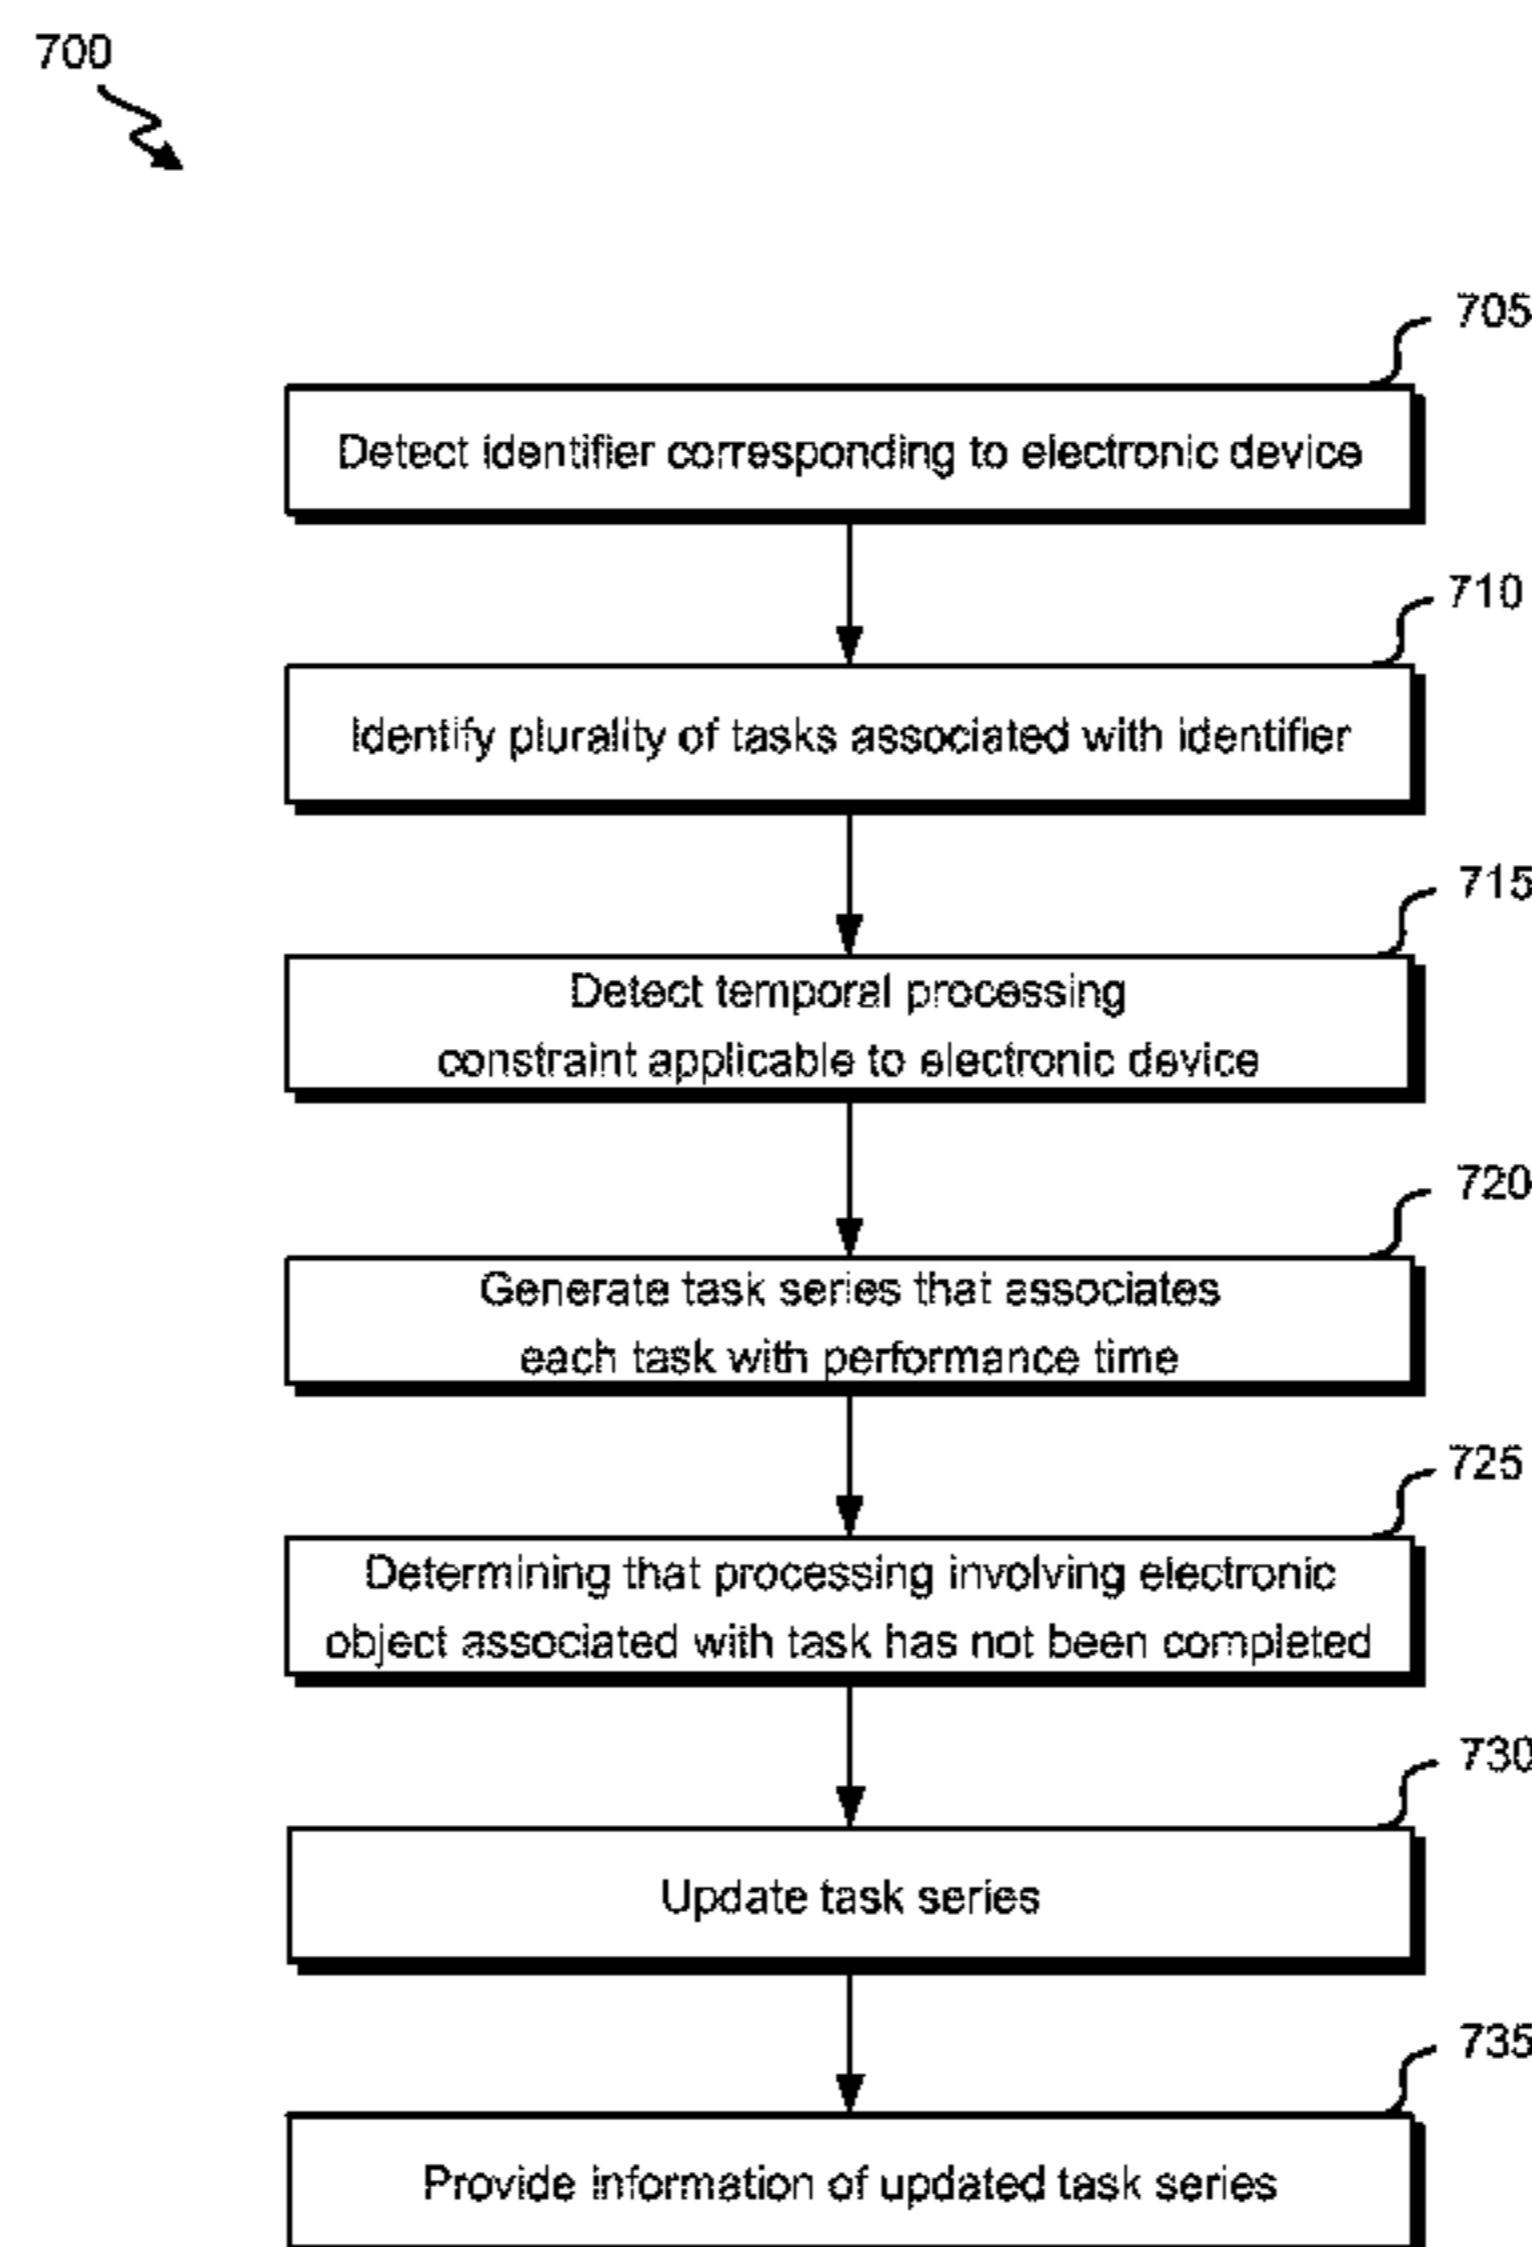 700
705
Detect identifier corresponding to electronic device
710
Identify plurality of tasks associated with identifier
715
Detect temporal processing
constraint applicable to electronic device
720
Generate task series that associates
each task with performance time
725
Determining that processing involving electronic
object associated with task has not been completed
730
Update task series
735
Provide information of updated task series